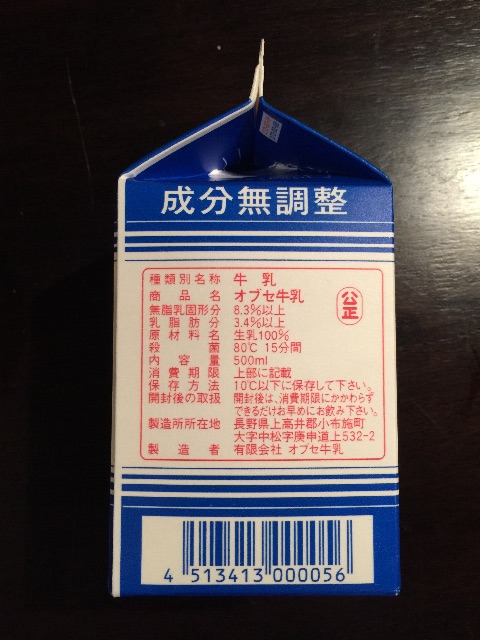 成分無調整
種類別名称 牛乳
商品名 オブセ牛乳
公正
無脂乳固形分 8.3%以上
乳脂肪分 3.4%以上
原材料名 生乳100%
殺菌 80℃ 15分間
内容量 500ml
消費期限 上部に記載
保存方法 10℃以下に保存して下さい。
開封後の取扱 開封後は、消費期限にかかわらず
できるだけお早めにお飲み下さい。
製造所所在地 長野県上高井郡小布施町
大字中松字庚申道上532-2
製造者 有限会社 オブセ牛乳
4 513413 000056